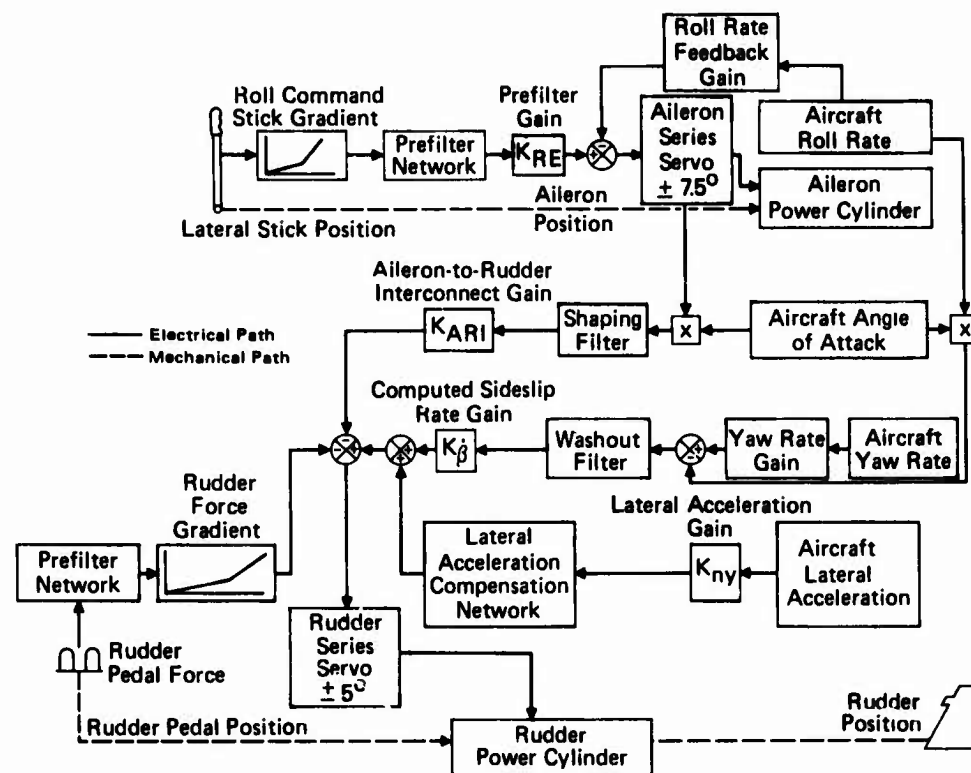 Roll Rate
Feedback
Gain
Roll Command
Stick Gradient
Prefilter
Gain
Prefilter
Network
K_RE
+
-
Aileron
Series
Servo
± 7.5°
Aircraft
Roll Rate
Aileron
Power Cylinder
Aileron
Position
Lateral Stick Position
Aileron-to-Rudder
Interconnect Gain
K_ARI
Shaping
Filter
x
Aircraft Angle
of Attack
x
Electrical Path
Mechanical Path
Computed Sideslip
Rate Gain
K_β̇
Washout
Filter
Yaw Rate
Gain
Aircraft
Yaw Rate
Rudder
Force
Gradient
Lateral Acceleration
Gain
Prefilter
Network
Lateral
Acceleration
Compensation
Network
K_ny
Aircraft
Lateral
Acceleration
Rudder
Pedal Force
Rudder
Series
Servo
± 5°
Rudder Pedal Position
Rudder
Power Cylinder
Rudder
Position